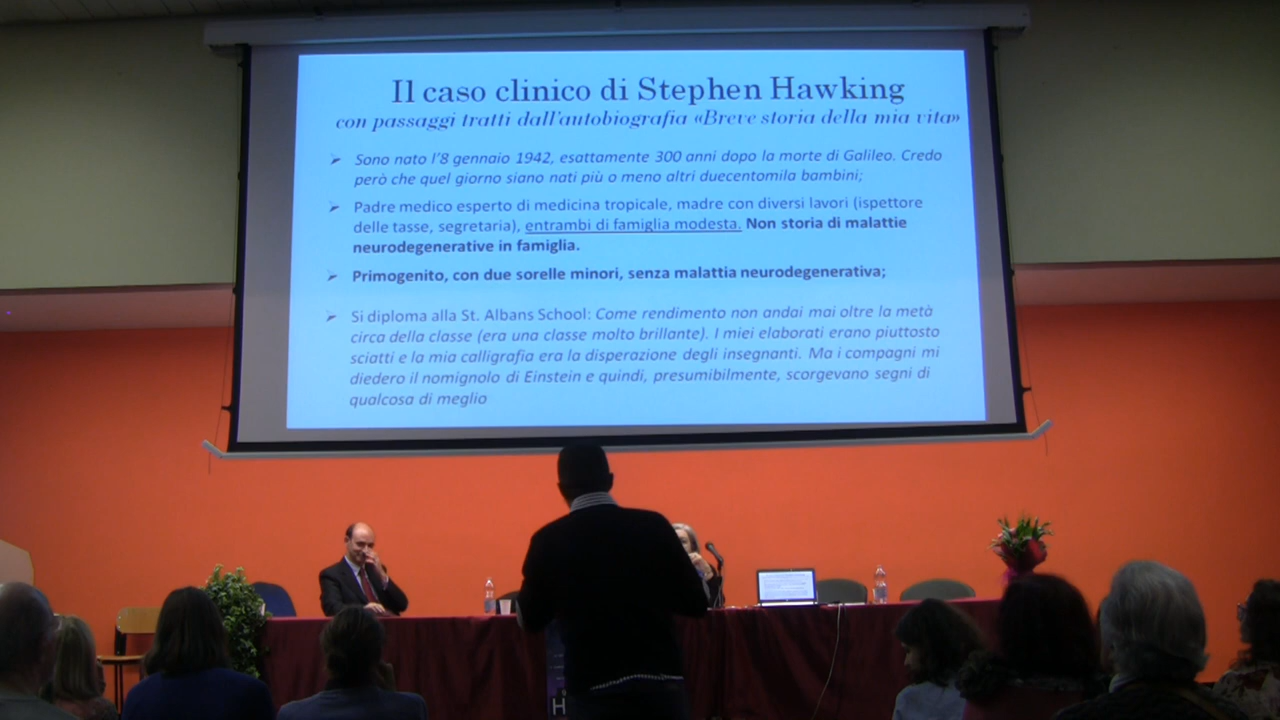 Il caso clinico di Stephen Hawking
con passaggi tratti dall'autobiografia «Breve storia della mia vita»
➢ Sono nato l'8 gennaio 1942, esattamente 300 anni dopo la morte di Galileo. Credo
però che quel giorno siano nati più o meno altri duecentomila bambini;
➢ Padre medico esperto di medicina tropicale, madre con diversi lavori (ispettore
delle tasse, segretaria), entrambi di famiglia modesta. Non storia di malattie
neurodegenerative in famiglia.
➢ Primogenito, con due sorelle minori, senza malattia neurodegenerativa;
➢ Si diploma alla St. Albans School: Come rendimento non andai mai oltre la metà
circa della classe (era una classe molto brillante). I miei elaborati erano piuttosto
sciatti e la mia calligrafia era la disperazione degli insegnanti. Ma i compagni mi
diedero il nomignolo di Einstein e quindi, presumibilmente, scorgevano segni di
qualcosa di meglio
H